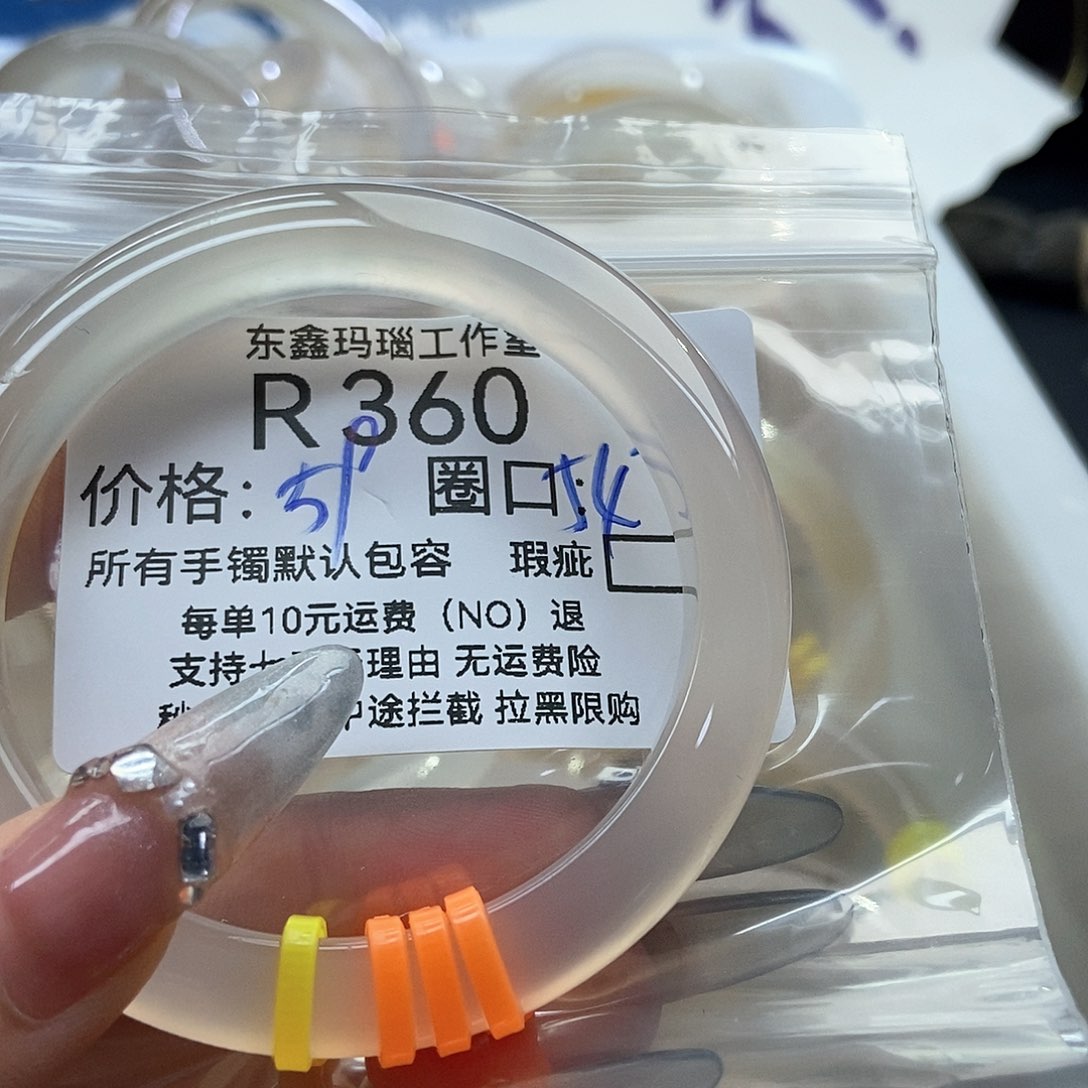 东鑫玛瑙工作室
R 360
价格: 圈口: 54
所有手镯默认包容 瑕疵
每单10元运费（NO）退
支持 理由 无运费险
途拦截 拉黑限购